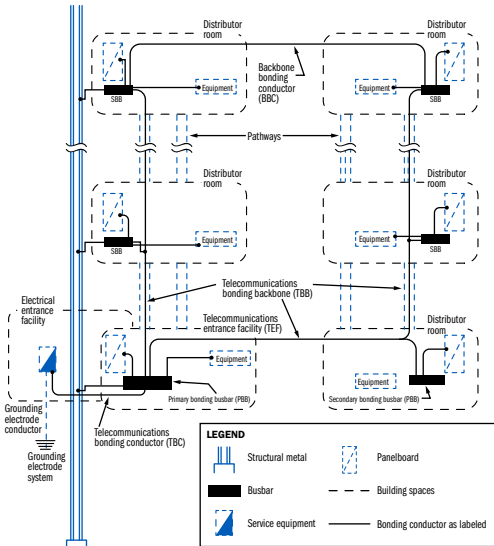 Distributor
room
Distributor
room
Backbone
bonding
conductor
(BBC)
Equipment
Equipment
SBB
SBB
Pathways
Distributor
room
Distributor
room
Equipment
Equipment
SBB
SBB
Telecommunications
bonding backbone (TBB)
Electrical
entrance
facility
Telecommunications
entrance facility (TEF)
Distributor
room
Equipment
Equipment
Primary bonding busbar (PBB)
Secondary bonding busbar (PBB)
Grounding
electrode
conductor
Telecommunications
bonding conductor (TBC)
Grounding
electrode
system
LEGEND
Structural metal
Panelboard
Busbar
Building spaces
Service equipment
Bonding conductor as labeled